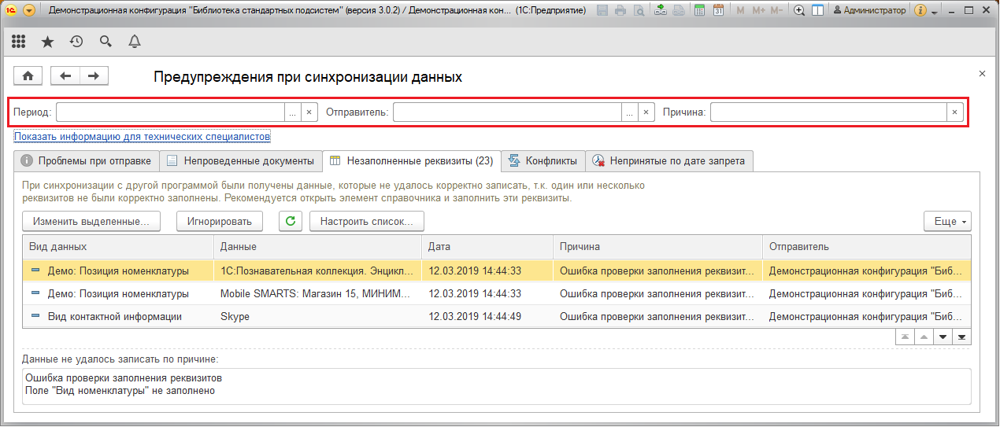 Демонстрационная конфигурация "Библиотека стандартных подсистем" (версия 3.0.2) / Демонстрационная кон... (1С:Предприятие) M M+ M- Администратор
Предупреждения при синхронизации данных
Период: ... × Отправитель: ... × Причина: ×
Показать информацию для технических специалистов
Проблемы при отправке Непроведенные документы Незаполненные реквизиты (23) Конфликты Непринятые по дате запрета
При синхронизации с другой программой были получены данные, которые не удалось корректно записать, т.к. один или несколько
реквизитов не были корректно заполнены. Рекомендуется открыть элемент справочника и заполнить эти реквизиты.
Изменить выделенные... Игнорировать Настроить список... Еще
Вид данных Данные Дата Причина Отправитель
Демо: Позиция номенклатуры 1С:Познавательная коллекция. Энцикл... 12.03.2019 14:44:33 Ошибка проверки заполнения реквизит... Демонстрационная конфигурация "Биб...
Демо: Позиция номенклатуры Mobile SMARTS: Магазин 15, МИНИМ... 12.03.2019 14:44:33 Ошибка проверки заполнения реквизит... Демонстрационная конфигурация "Биб...
Вид контактной информации Skype 12.03.2019 14:44:49 Ошибка проверки заполнения реквизит... Демонстрационная конфигурация "Биб...
Данные не удалось записать по причине:
Ошибка проверки заполнения реквизитов
Поле "Вид номенклатуры" не заполнено